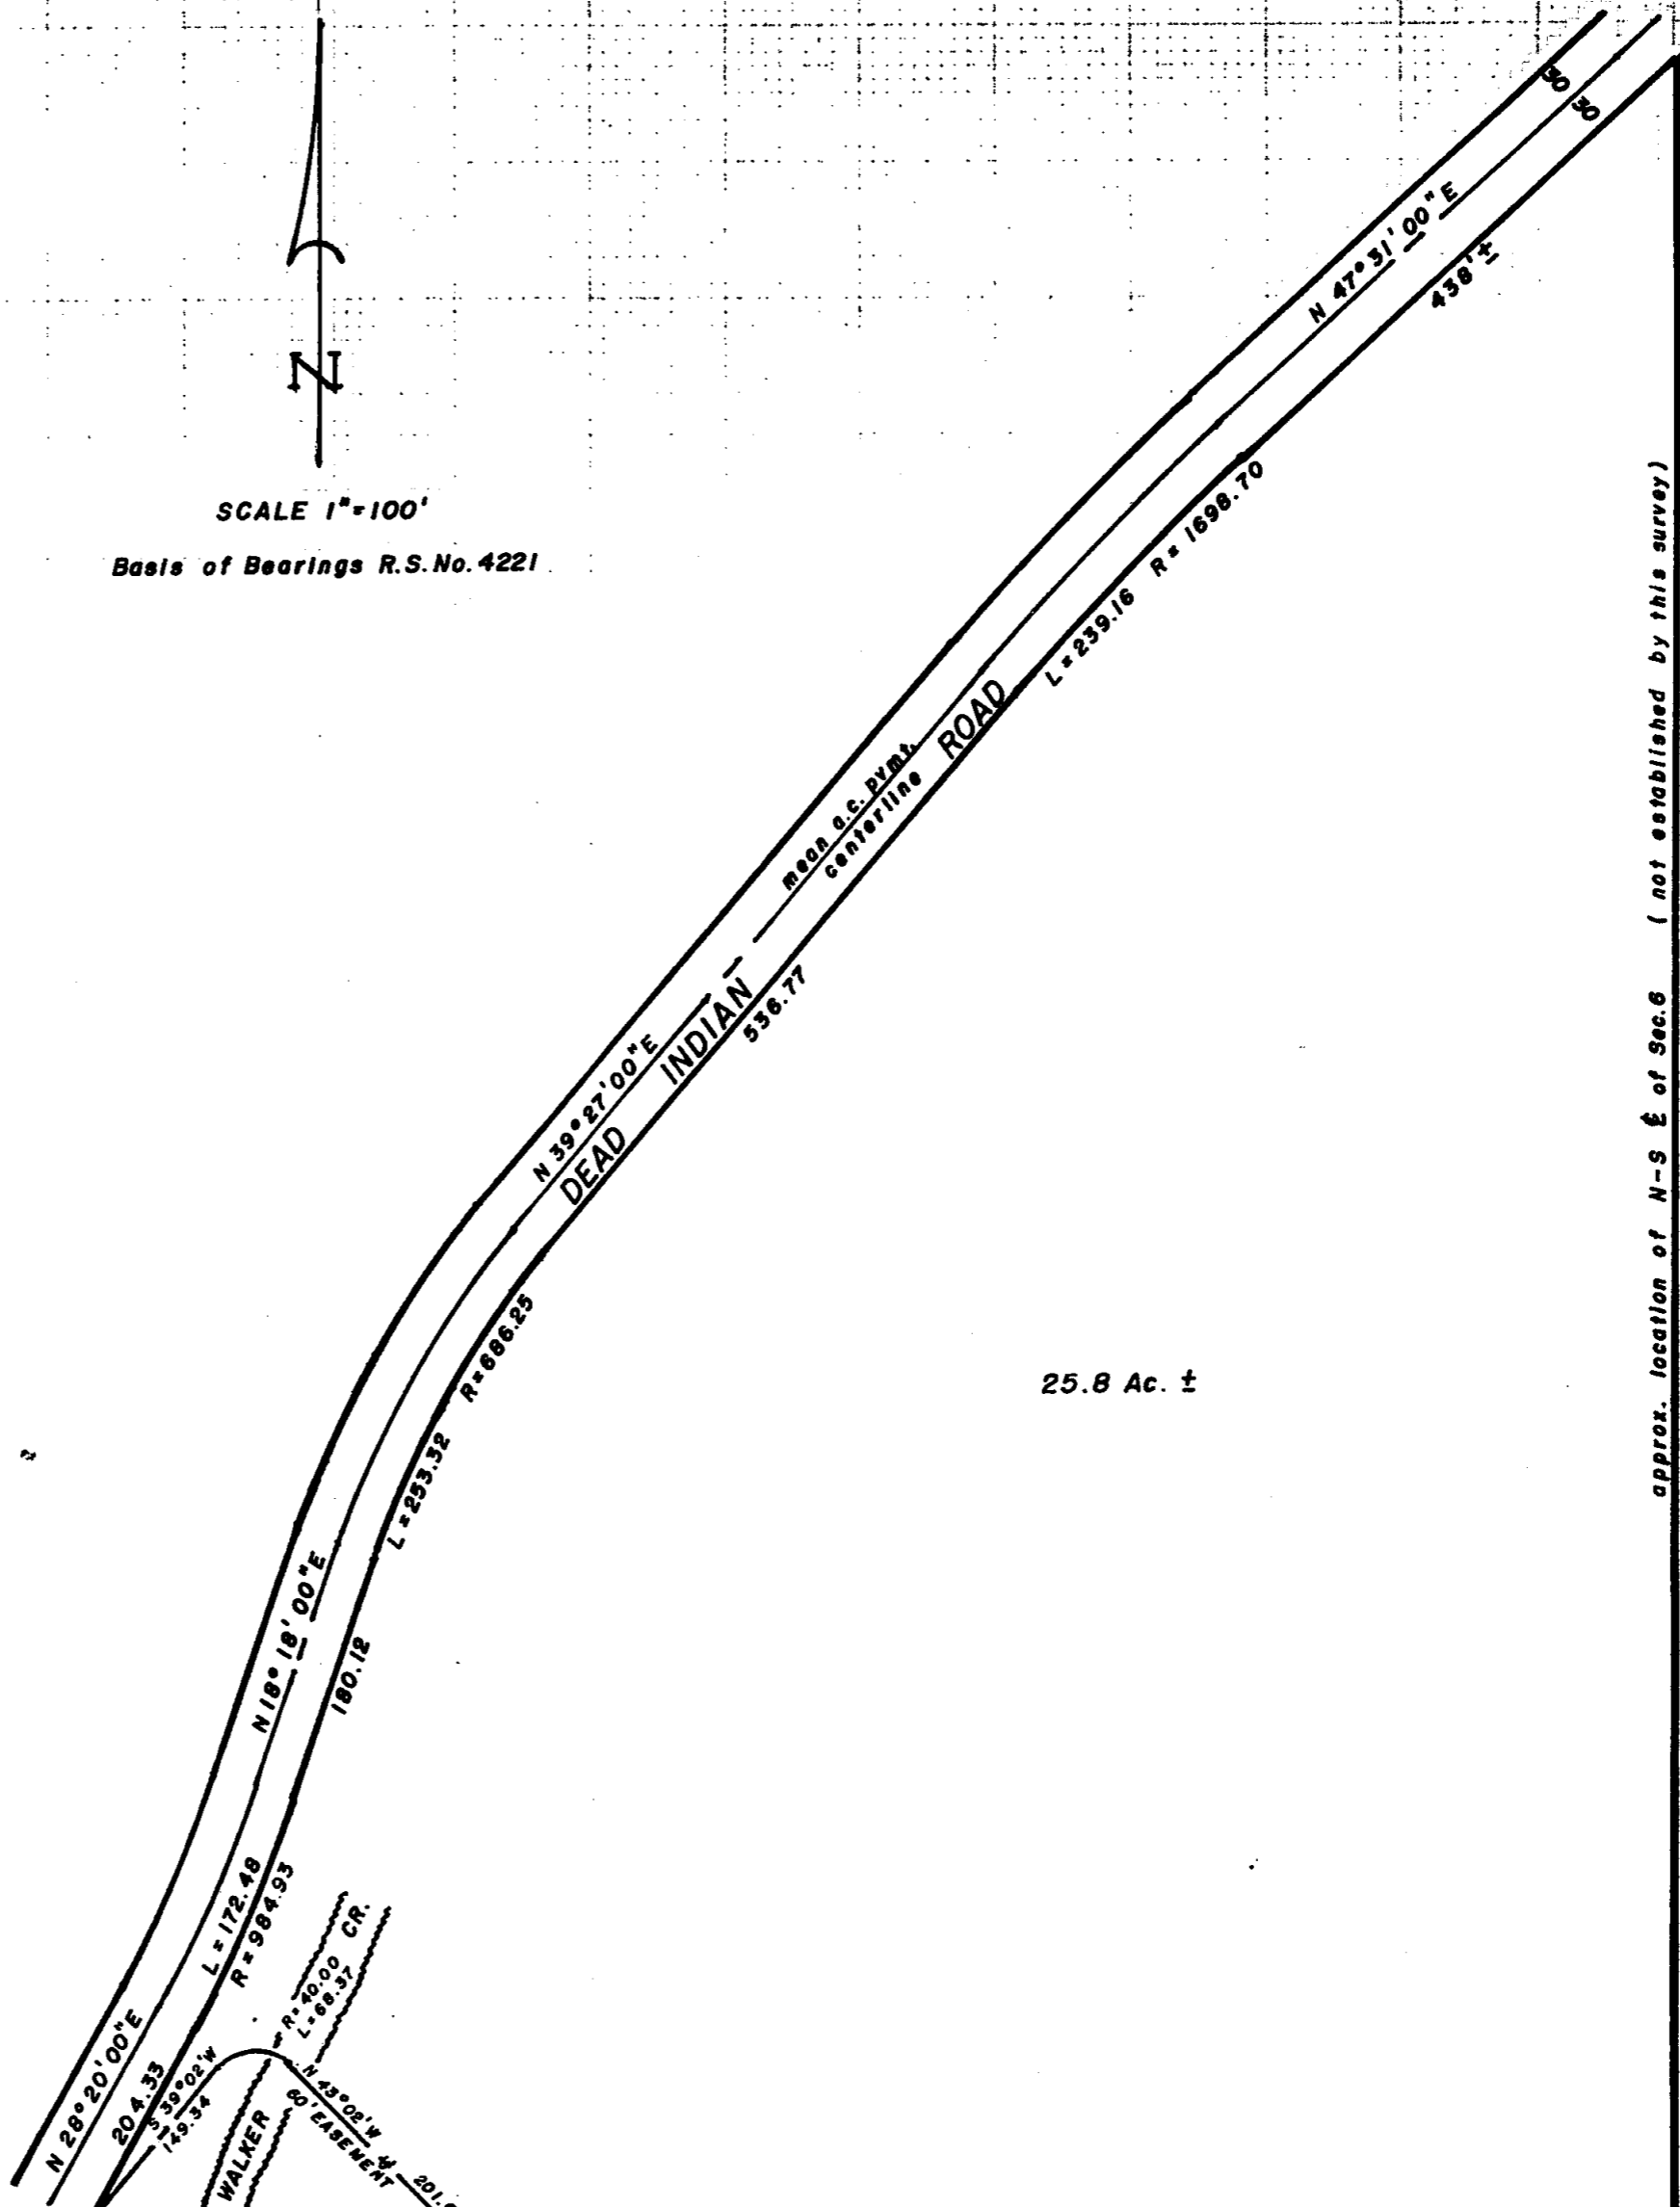 N
SCALE 1"=100'
Basis of Bearings R.S.No.4221
30
30
N 47°31'00"E
438'±
R = 1698.70
L = 239.16
mean a.c. pvmt.
centerline
DEAD INDIAN ROAD
536.77
N 39°27'00"E
R=686.25
L=253.32
25.8 Ac. ±
approx. location of N-S ℄ of Sec.6 (not established by this survey)
N 18°18'00"E
180.12
L = 172.48
R = 984.93
R = 40.00
L = 68.37
WALKER CR.
N 28°20'00"E
204.33
S 39°02'W
149.34
N 43°02'W
60' EASEMENT
℄